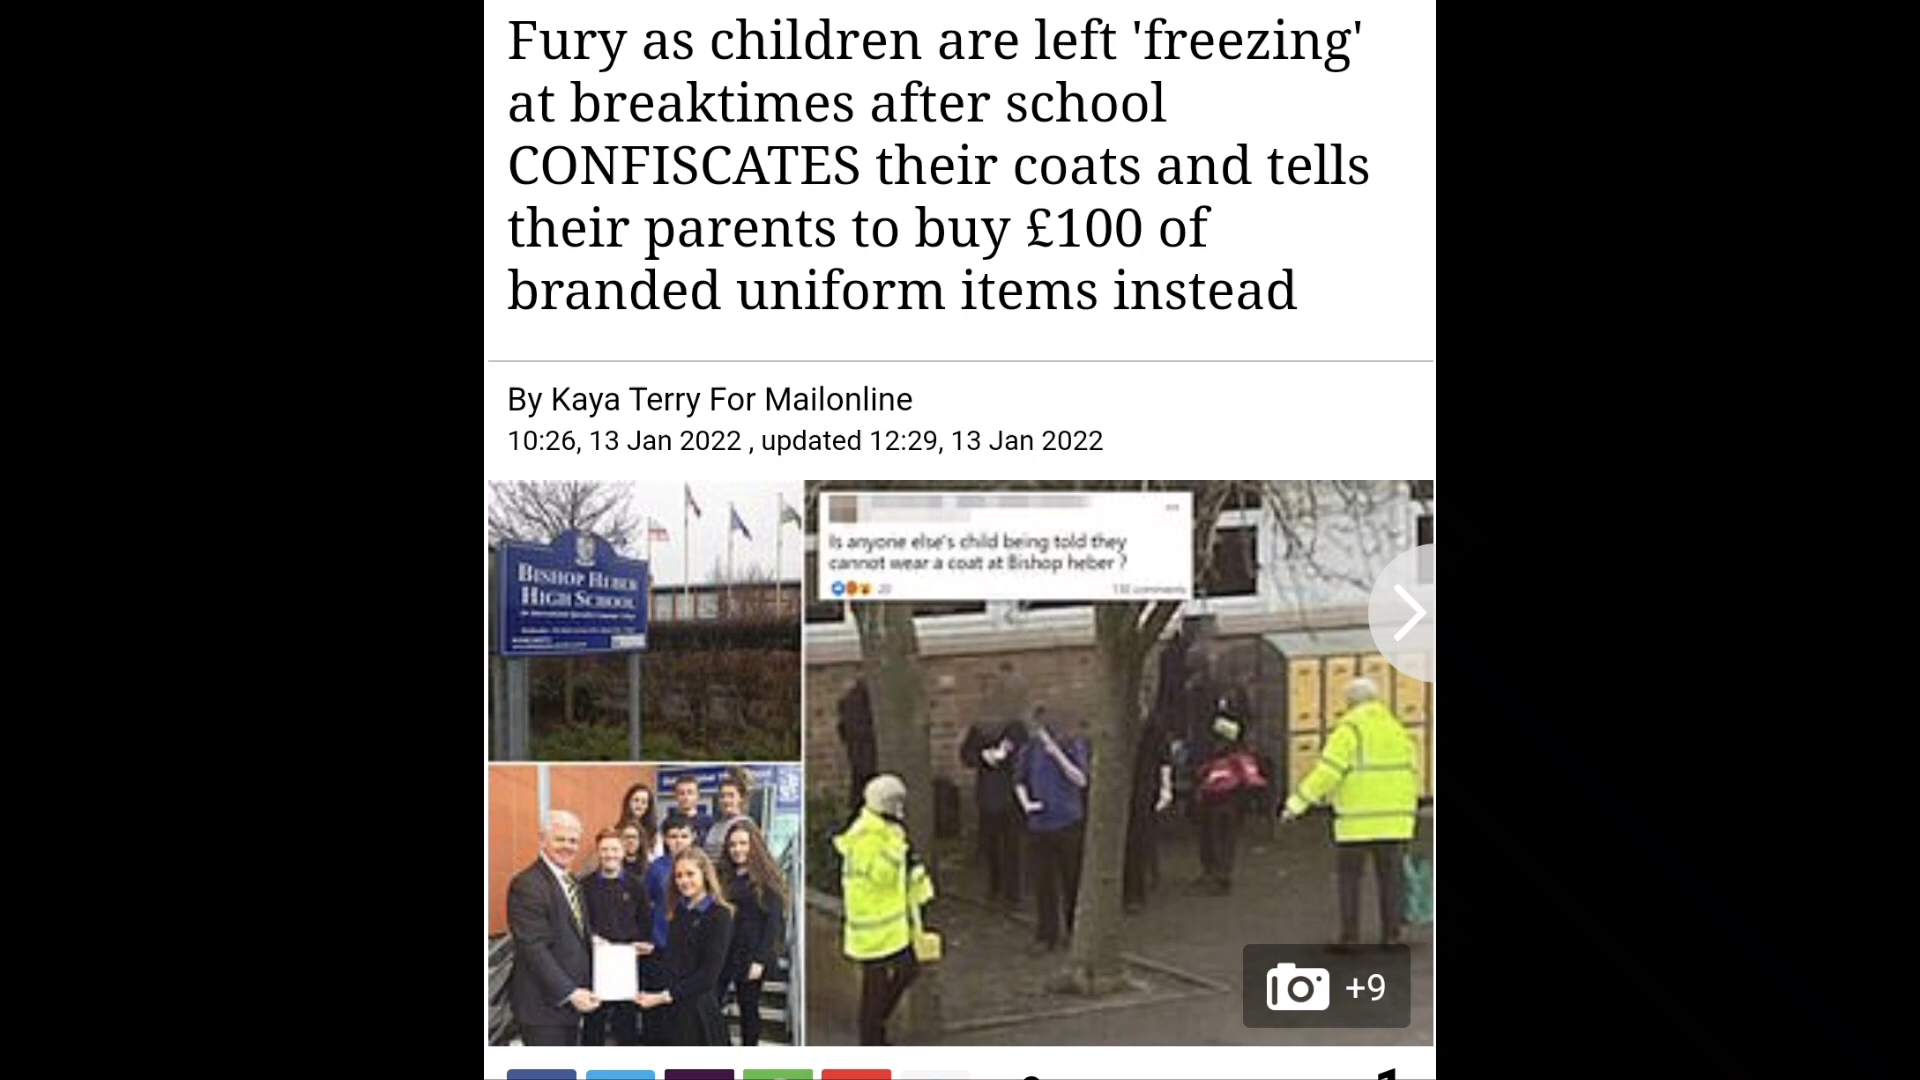 Fury as children are left 'freezing'
at breaktimes after school
CONFISCATES their coats and tells
their parents to buy £100 of
branded uniform items instead
By Kaya Terry For Mailonline
10:26, 13 Jan 2022 , updated 12:29, 13 Jan 2022
BISHOP HEBER
HIGH SCHOOL
Is anyone else's child being told they
cannot wear a coat at Bishop heber ?
20
+9